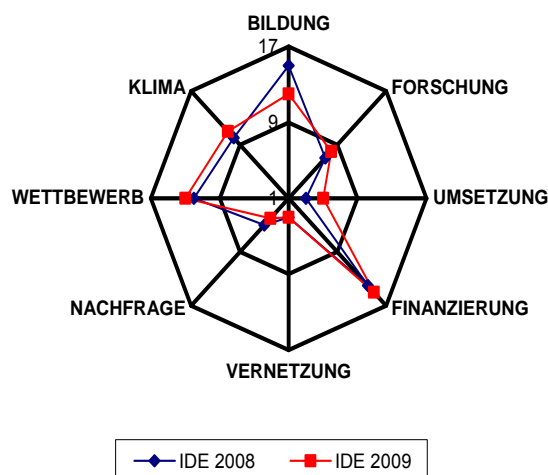 BILDUNG
17
KLIMA
FORSCHUNG
9
WETTBEWERB
1
UMSETZUNG
NACHFRAGE
FINANZIERUNG
VERNETZUNG
IDE 2008
IDE 2009